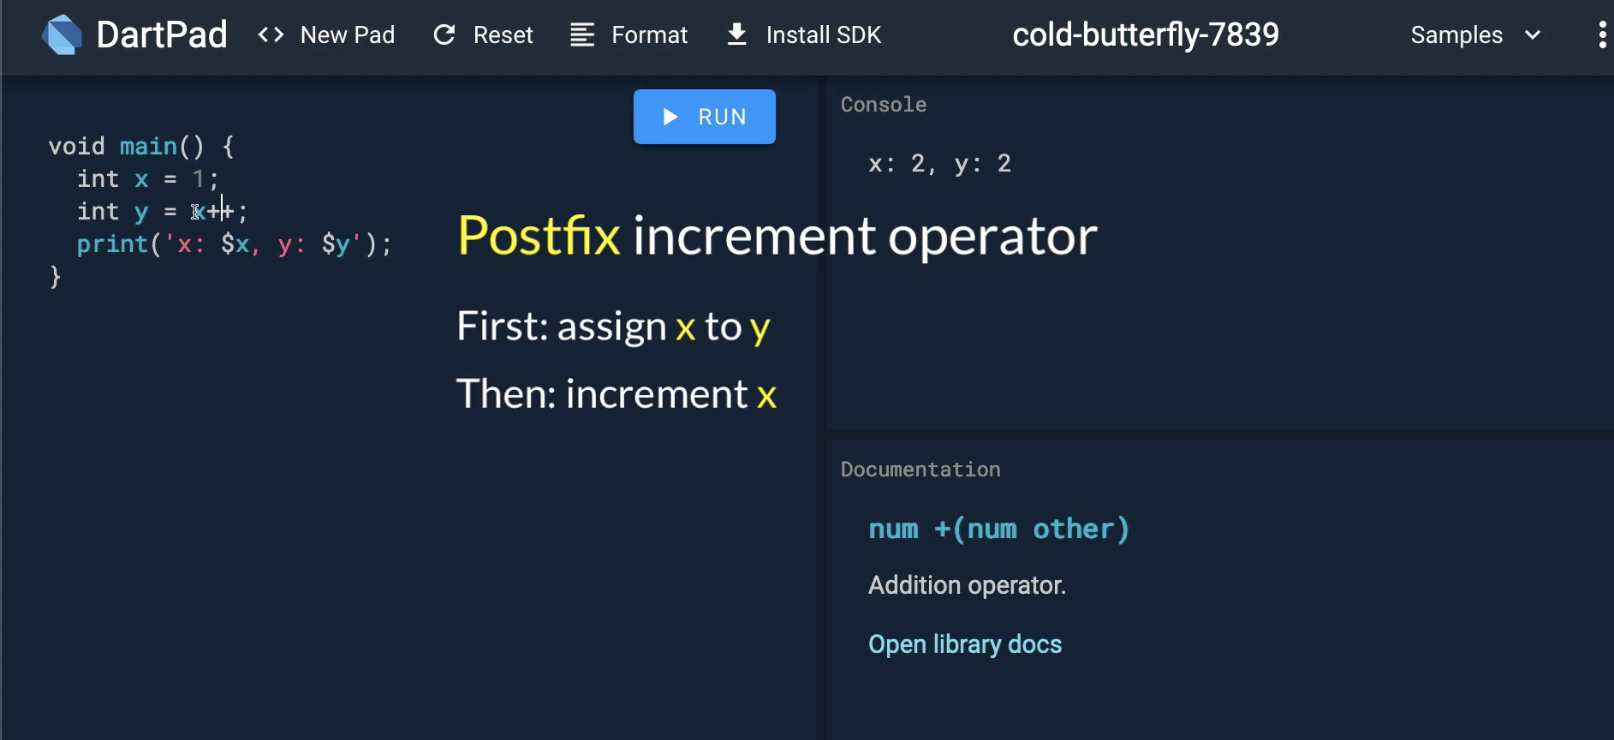 DartPad <> New Pad Reset Format Install SDK cold-butterfly-7839 Samples
RUN
void main() {
  int x = 1;
  int y = x++;
  print('x: $x, y: $y');
}
Postfix increment operator
First: assign x to y
Then: increment x
Console
x: 2, y: 2
Documentation
num +(num other)
Addition operator.
Open library docs